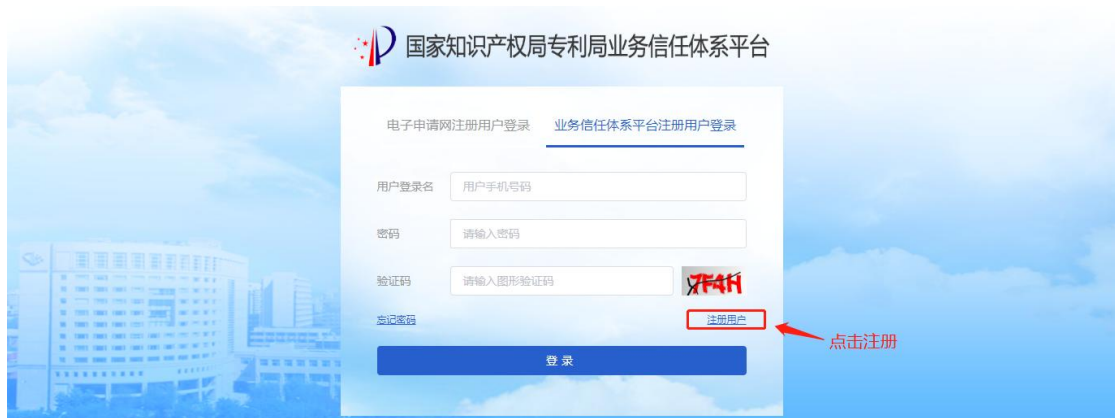 国家知识产权局专利局业务信任体系平台
电子申请网注册用户登录 业务信任体系平台注册用户登录
用户登录名 用户手机号码
密码 请输入密码
验证码 请输入图形验证码 7F4H
忘记密码 注册用户
点击注册
登 录